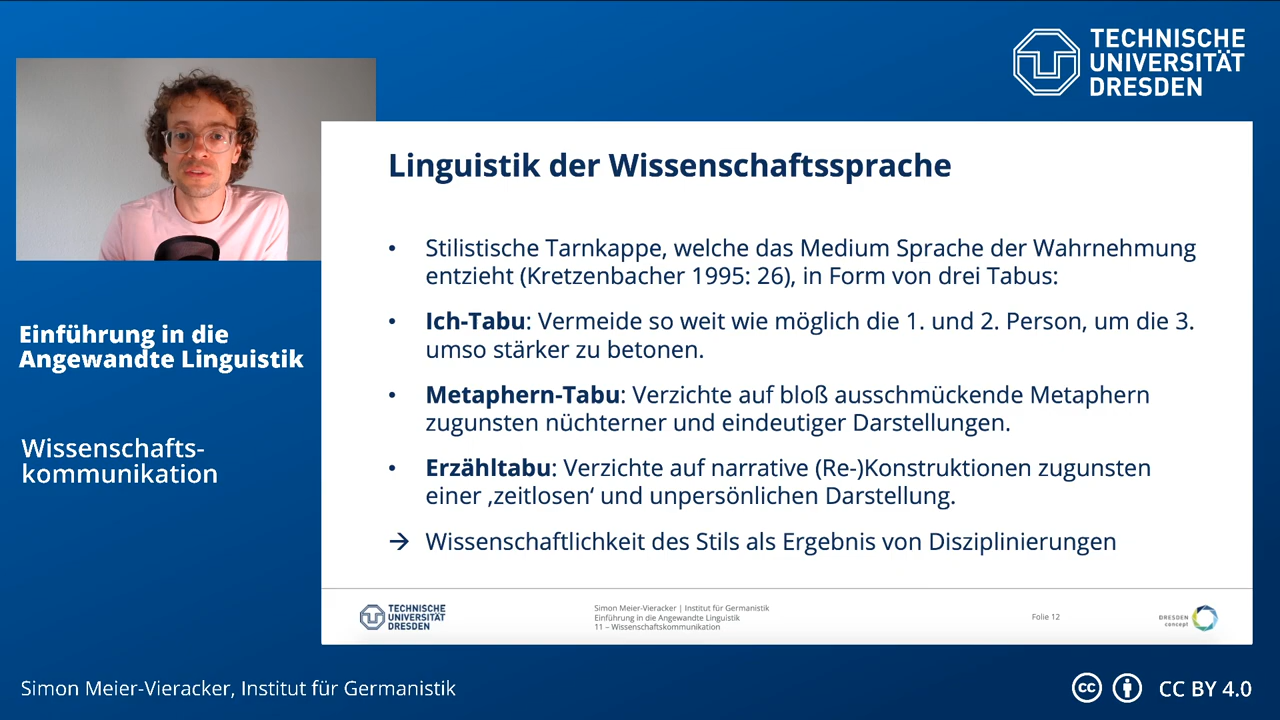 TECHNISCHE
UNIVERSITÄT
DRESDEN
Einführung in die
Angewandte Linguistik
Wissenschafts-
kommunikation
Linguistik der Wissenschaftssprache
• Stilistische Tarnkappe, welche das Medium Sprache der Wahrnehmung
entzieht (Kretzenbacher 1995: 26), in Form von drei Tabus:
• Ich-Tabu: Vermeide so weit wie möglich die 1. und 2. Person, um die 3.
umso stärker zu betonen.
• Metaphern-Tabu: Verzichte auf bloß ausschmückende Metaphern
zugunsten nüchterner und eindeutiger Darstellungen.
• Erzähltabu: Verzichte auf narrative (Re-)Konstruktionen zugunsten
einer ‚zeitlosen‘ und unpersönlichen Darstellung.
→ Wissenschaftlichkeit des Stils als Ergebnis von Disziplinierungen
TECHNISCHE
UNIVERSITÄT
DRESDEN
Simon Meier-Vieracker | Institut für Germanistik
Einführung in die Angewandte Linguistik
11 – Wissenschaftskommunikation
Folie 12
DRESDEN
concept
Simon Meier-Vieracker, Institut für Germanistik
cc
CC BY 4.0